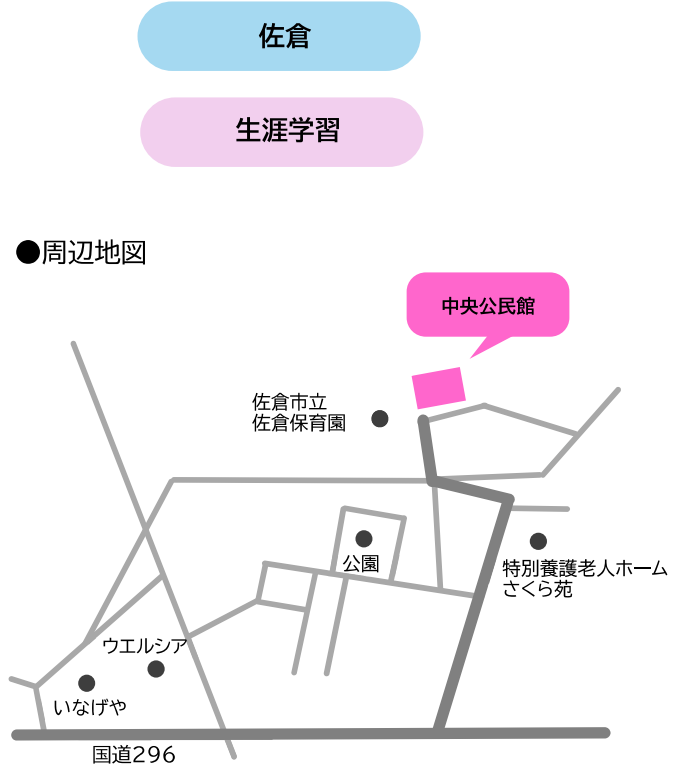 佐倉
生涯学習
●周辺地図
中央公民館
佐倉市立
佐倉保育園
公園
特別養護老人ホーム
さくら苑
ウエルシア
いなげや
国道296